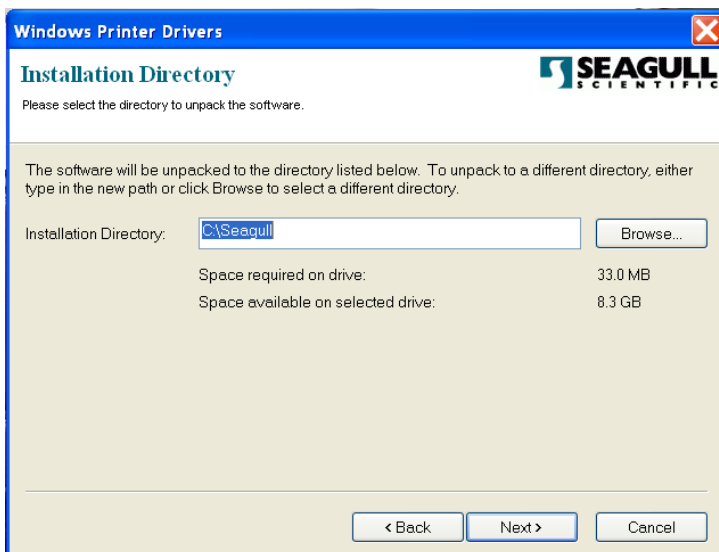 Windows Printer Drivers
Installation Directory
SEAGULL
SCIENTIFIC
Please select the directory to unpack the software.
The software will be unpacked to the directory listed below. To unpack to a different directory, either
type in the new path or click Browse to select a different directory.
Installation Directory: C:\Seagull Browse...
Space required on drive: 33.0 MB
Space available on selected drive: 8.3 GB
< Back Next > Cancel